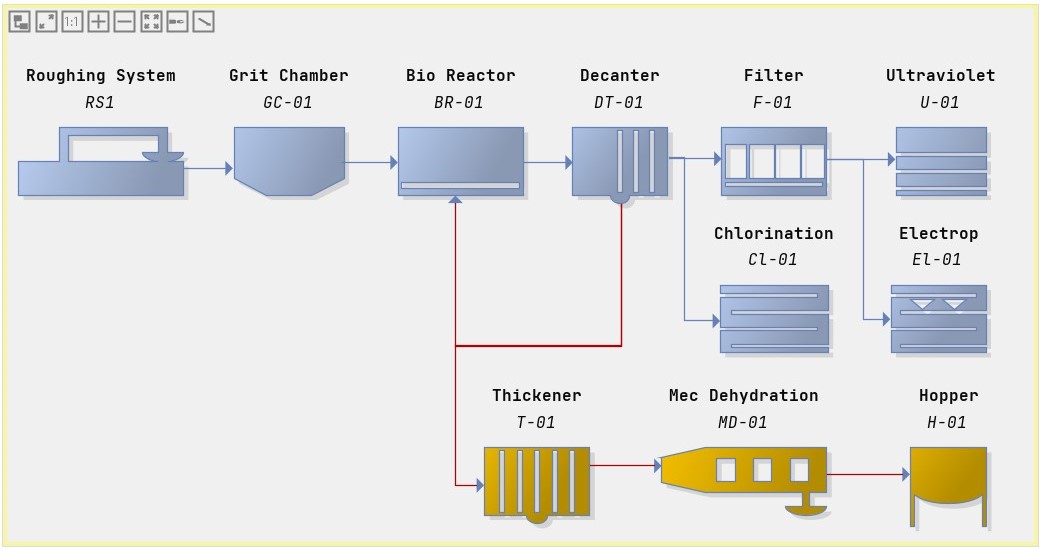 1:1
Roughing System
RS1
Grit Chamber
GC-01
Bio Reactor
BR-01
Decanter
DT-01
Filter
F-01
Ultraviolet
U-01
Chlorination
Cl-01
Electrop
El-01
Thickener
T-01
Mec Dehydration
MD-01
Hopper
H-01